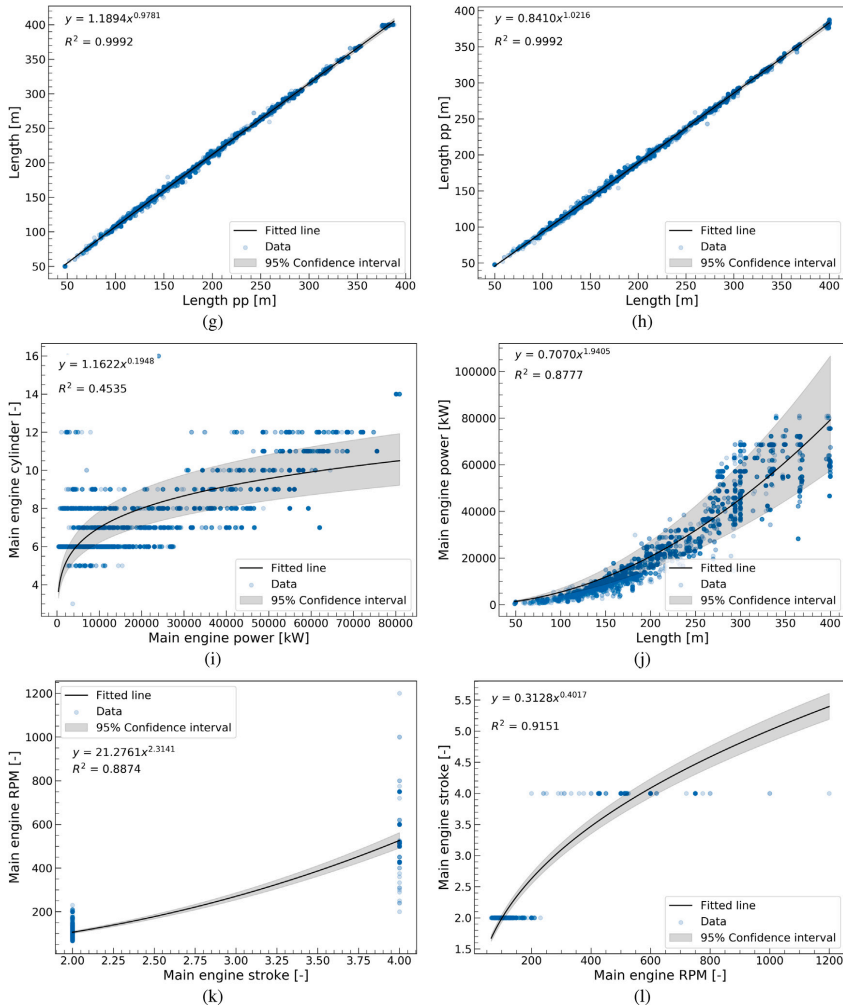 y = 1.1894x^0.9781
R² = 0.9992
Length [m]
400
350
300
250
200
150
100
50
Fitted line
Data
95% Confidence interval
50 100 150 200 250 300 350 400
Length pp [m]
(g)
y = 0.8410x^1.0216
R² = 0.9992
Length pp [m]
400
350
300
250
200
150
100
50
Fitted line
Data
95% Confidence interval
50 100 150 200 250 300 350 400
Length [m]
(h)
y = 1.1622x^0.1948
R² = 0.4535
Main engine cylinder [-]
16
14
12
10
8
6
4
Fitted line
Data
95% Confidence interval
0 10000 20000 30000 40000 50000 60000 70000 80000
Main engine power [kW]
(i)
y = 0.7070x^1.9405
R² = 0.8777
Main engine power [kW]
100000
80000
60000
40000
20000
0
Fitted line
Data
95% Confidence interval
50 100 150 200 250 300 350 400
Length [m]
(j)
Fitted line
Data
95% Confidence interval
y = 21.2761x^2.3141
R² = 0.8874
Main engine RPM [-]
1200
1000
800
600
400
200
2.00 2.25 2.50 2.75 3.00 3.25 3.50 3.75 4.00
Main engine stroke [-]
(k)
y = 0.3128x^0.4017
R² = 0.9151
Main engine stroke [-]
5.5
5.0
4.5
4.0
3.5
3.0
2.5
2.0
1.5
Fitted line
Data
95% Confidence interval
200 400 600 800 1000 1200
Main engine RPM [-]
(l)